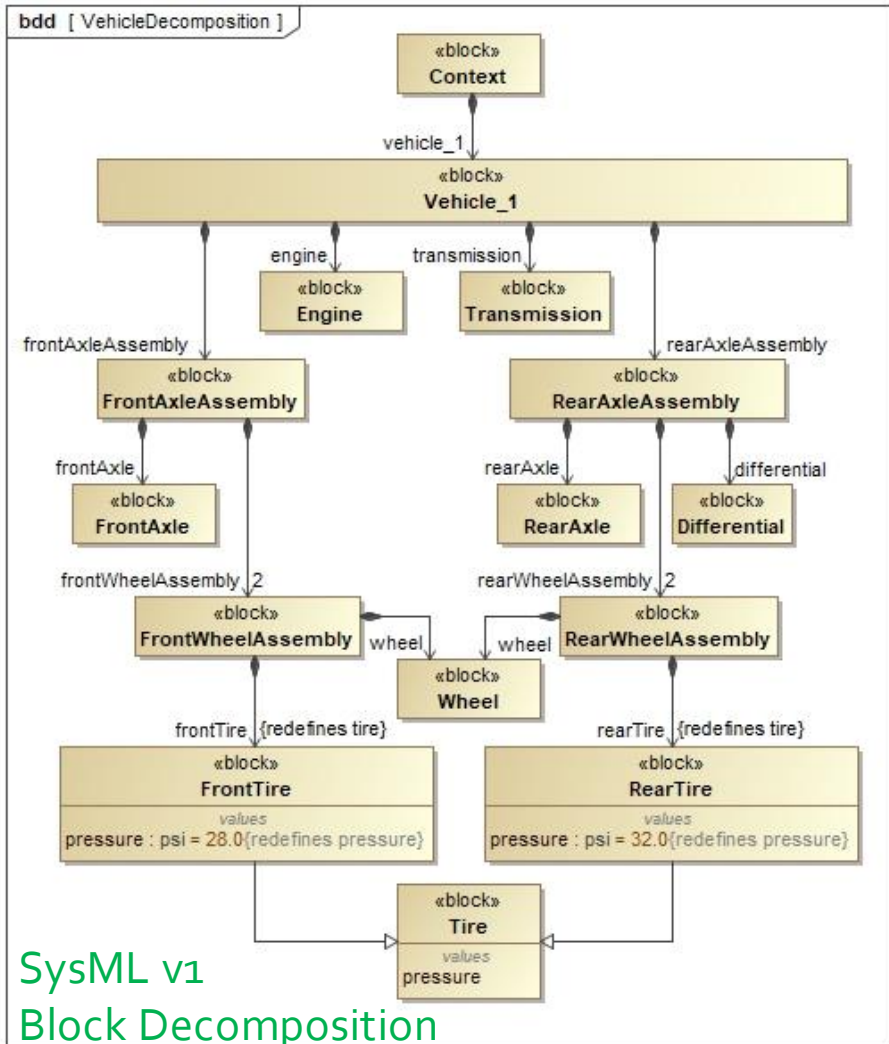 bdd [ VehicleDecomposition ]
«block»
Context
vehicle_1
«block»
Vehicle_1
engine
transmission
«block»
Engine
«block»
Transmission
frontAxleAssembly
rearAxleAssembly
«block»
FrontAxleAssembly
«block»
RearAxleAssembly
frontAxle
rearAxle
differential
«block»
FrontAxle
«block»
RearAxle
«block»
Differential
frontWheelAssembly 2
rearWheelAssembly 2
«block»
FrontWheelAssembly
wheel
«block»
RearWheelAssembly
wheel
«block»
Wheel
frontTire {redefines tire}
rearTire {redefines tire}
«block»
FrontTire
values
pressure : psi = 28.0{redefines pressure}
«block»
RearTire
values
pressure : psi = 32.0{redefines pressure}
«block»
Tire
values
pressure
SysML v1
Block Decomposition